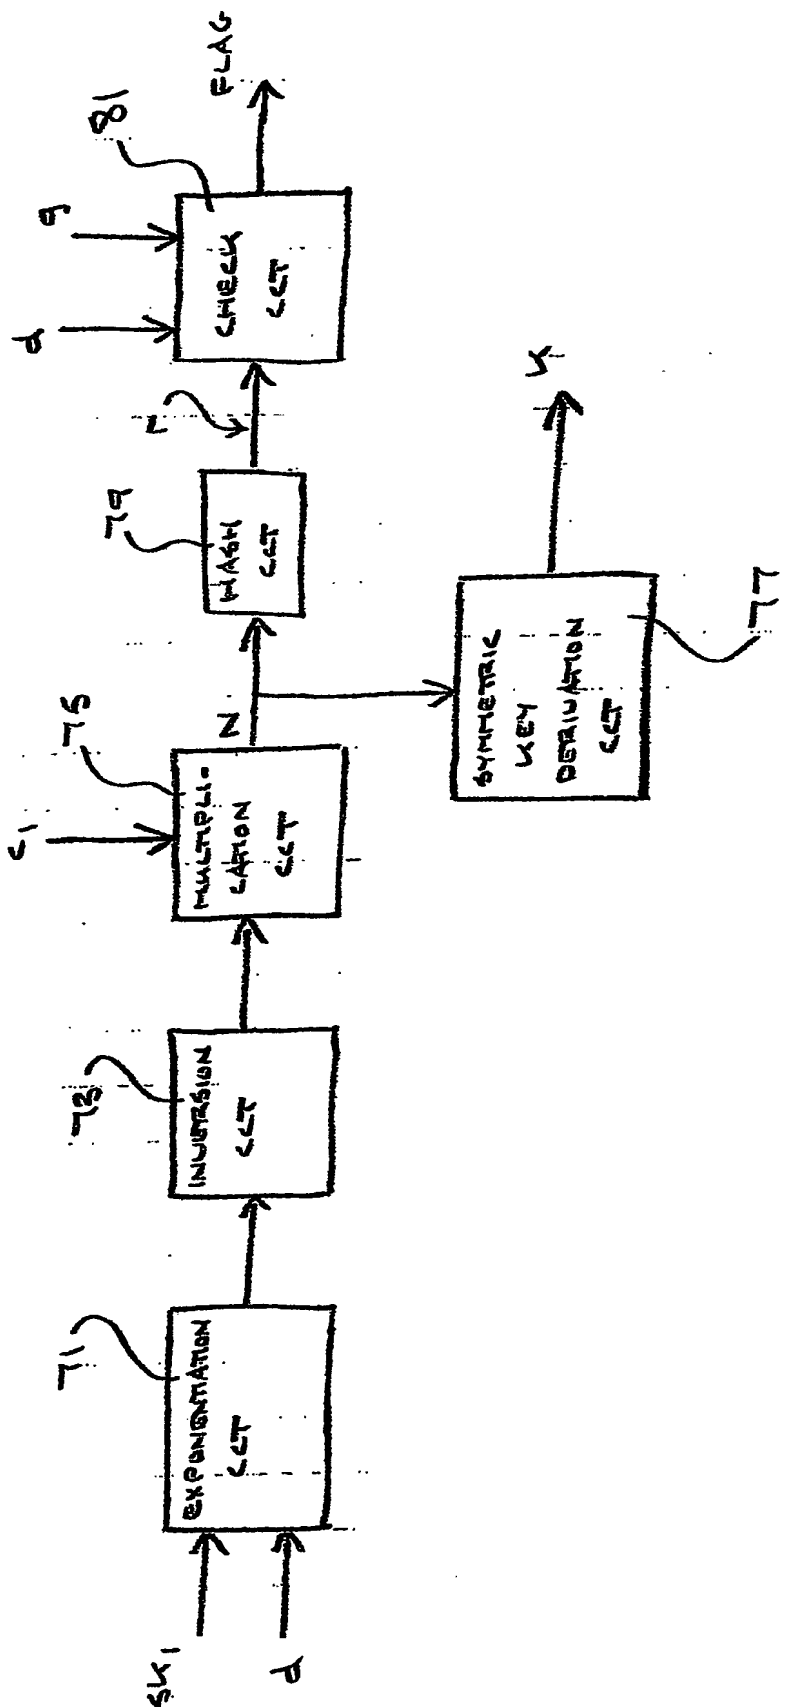 SK1
d
EXPONENTIATION
CCT
71
INVERSION
CCT
73
C1
MULTIPLI-
CATION
CCT
75
N
HASH
CCT
79
r
d
g
CHECK
CCT
81
FLAG
SYMMETRIC
KEY
DERIVATION
CCT
77
K